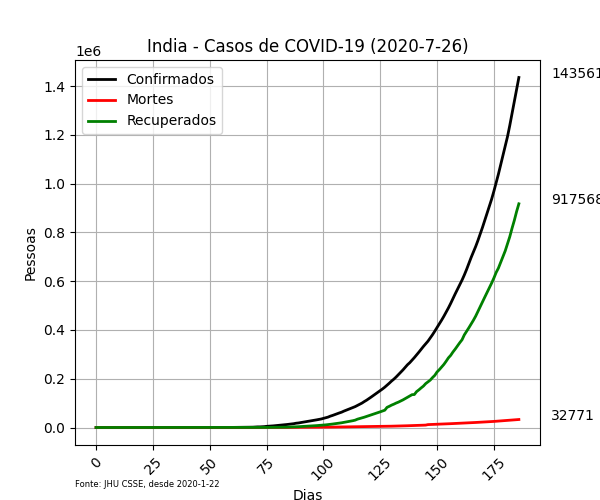 India - Casos de COVID-19 (2020-7-26)
1e6
Confirmados
Mortes
Recuperados
143561
1.4
1.2
1.0
917568
0.8
0.6
0.4
0.2
32771
0.0
Pessoas
0
25
50
75
100
125
150
175
Fonte: JHU CSSE, desde 2020-1-22
Dias